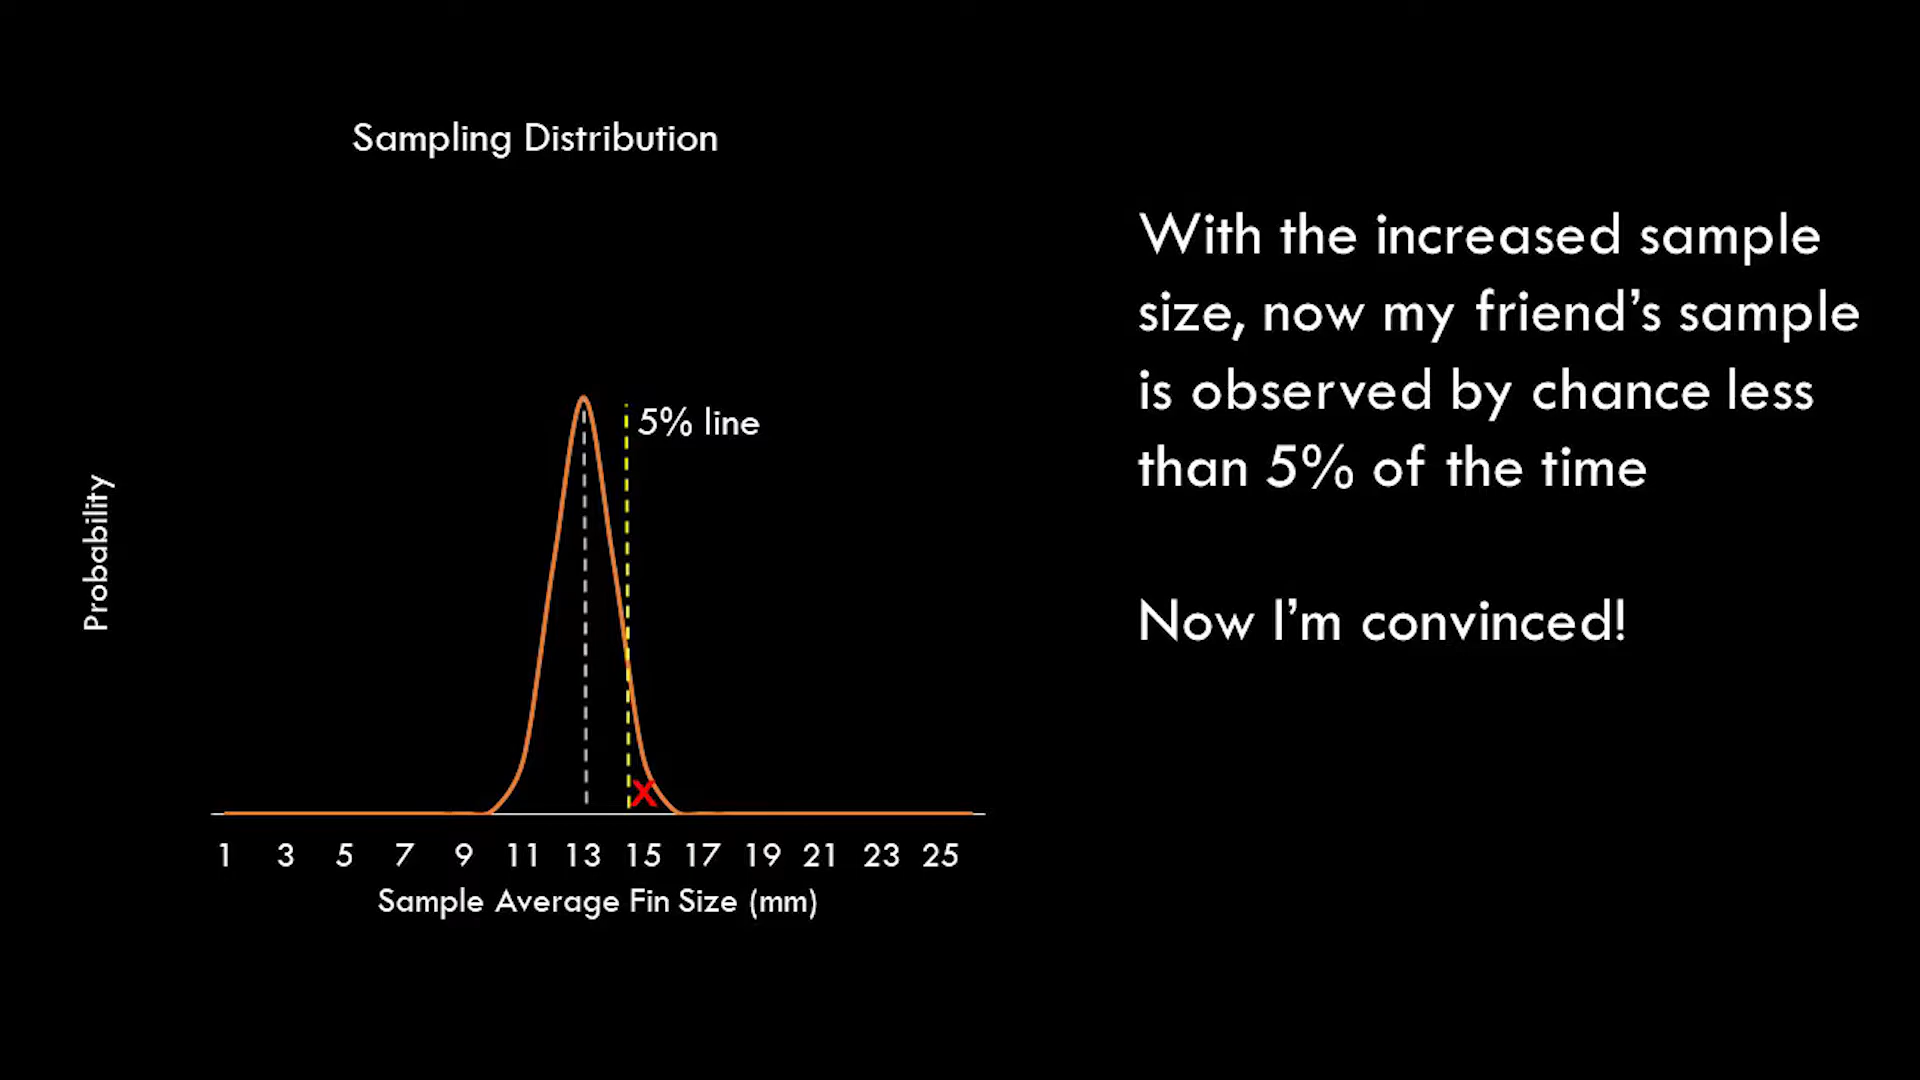 Sampling Distribution
With the increased sample
size, now my friend’s sample
is observed by chance less
than 5% of the time
Now I’m convinced!
5% line
Probability
X
1 3 5 7 9 11 13 15 17 19 21 23 25
Sample Average Fin Size (mm)